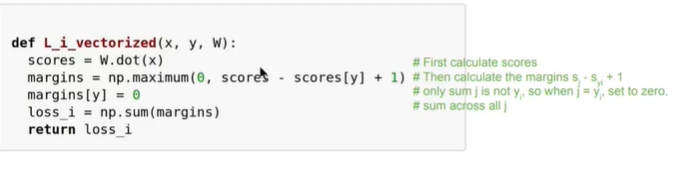 def L_i_vectorized(x, y, W):
scores = W.dot(x) # First calculate scores
margins = np.maximum(0, scores - scores[y] + 1) # Then calculate the margins s_j - s_yi + 1
margins[y] = 0 # only sum j is not y_i, so when j = y_i, set to zero.
loss_i = np.sum(margins) # sum across all j
return loss_i